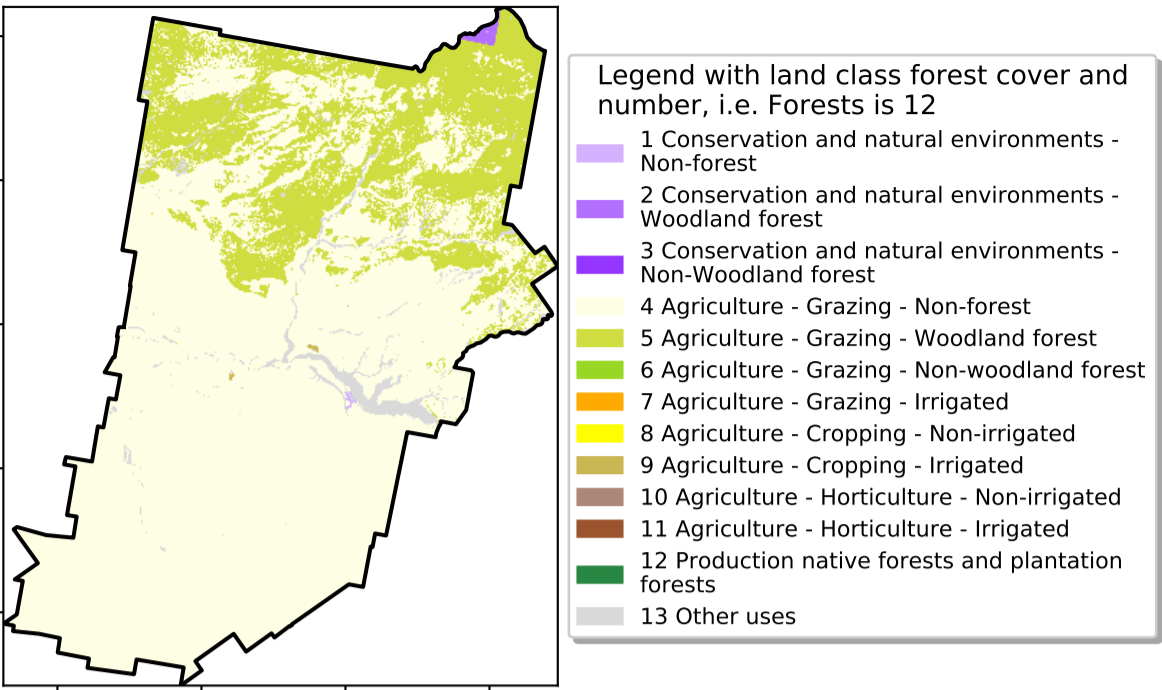 Legend with land class forest cover and
number, i.e. Forests is 12
1 Conservation and natural environments -
Non-forest
2 Conservation and natural environments -
Woodland forest
3 Conservation and natural environments -
Non-Woodland forest
4 Agriculture - Grazing - Non-forest
5 Agriculture - Grazing - Woodland forest
6 Agriculture - Grazing - Non-woodland forest
7 Agriculture - Grazing - Irrigated
8 Agriculture - Cropping - Non-irrigated
9 Agriculture - Cropping - Irrigated
10 Agriculture - Horticulture - Non-irrigated
11 Agriculture - Horticulture - Irrigated
12 Production native forests and plantation
forests
13 Other uses